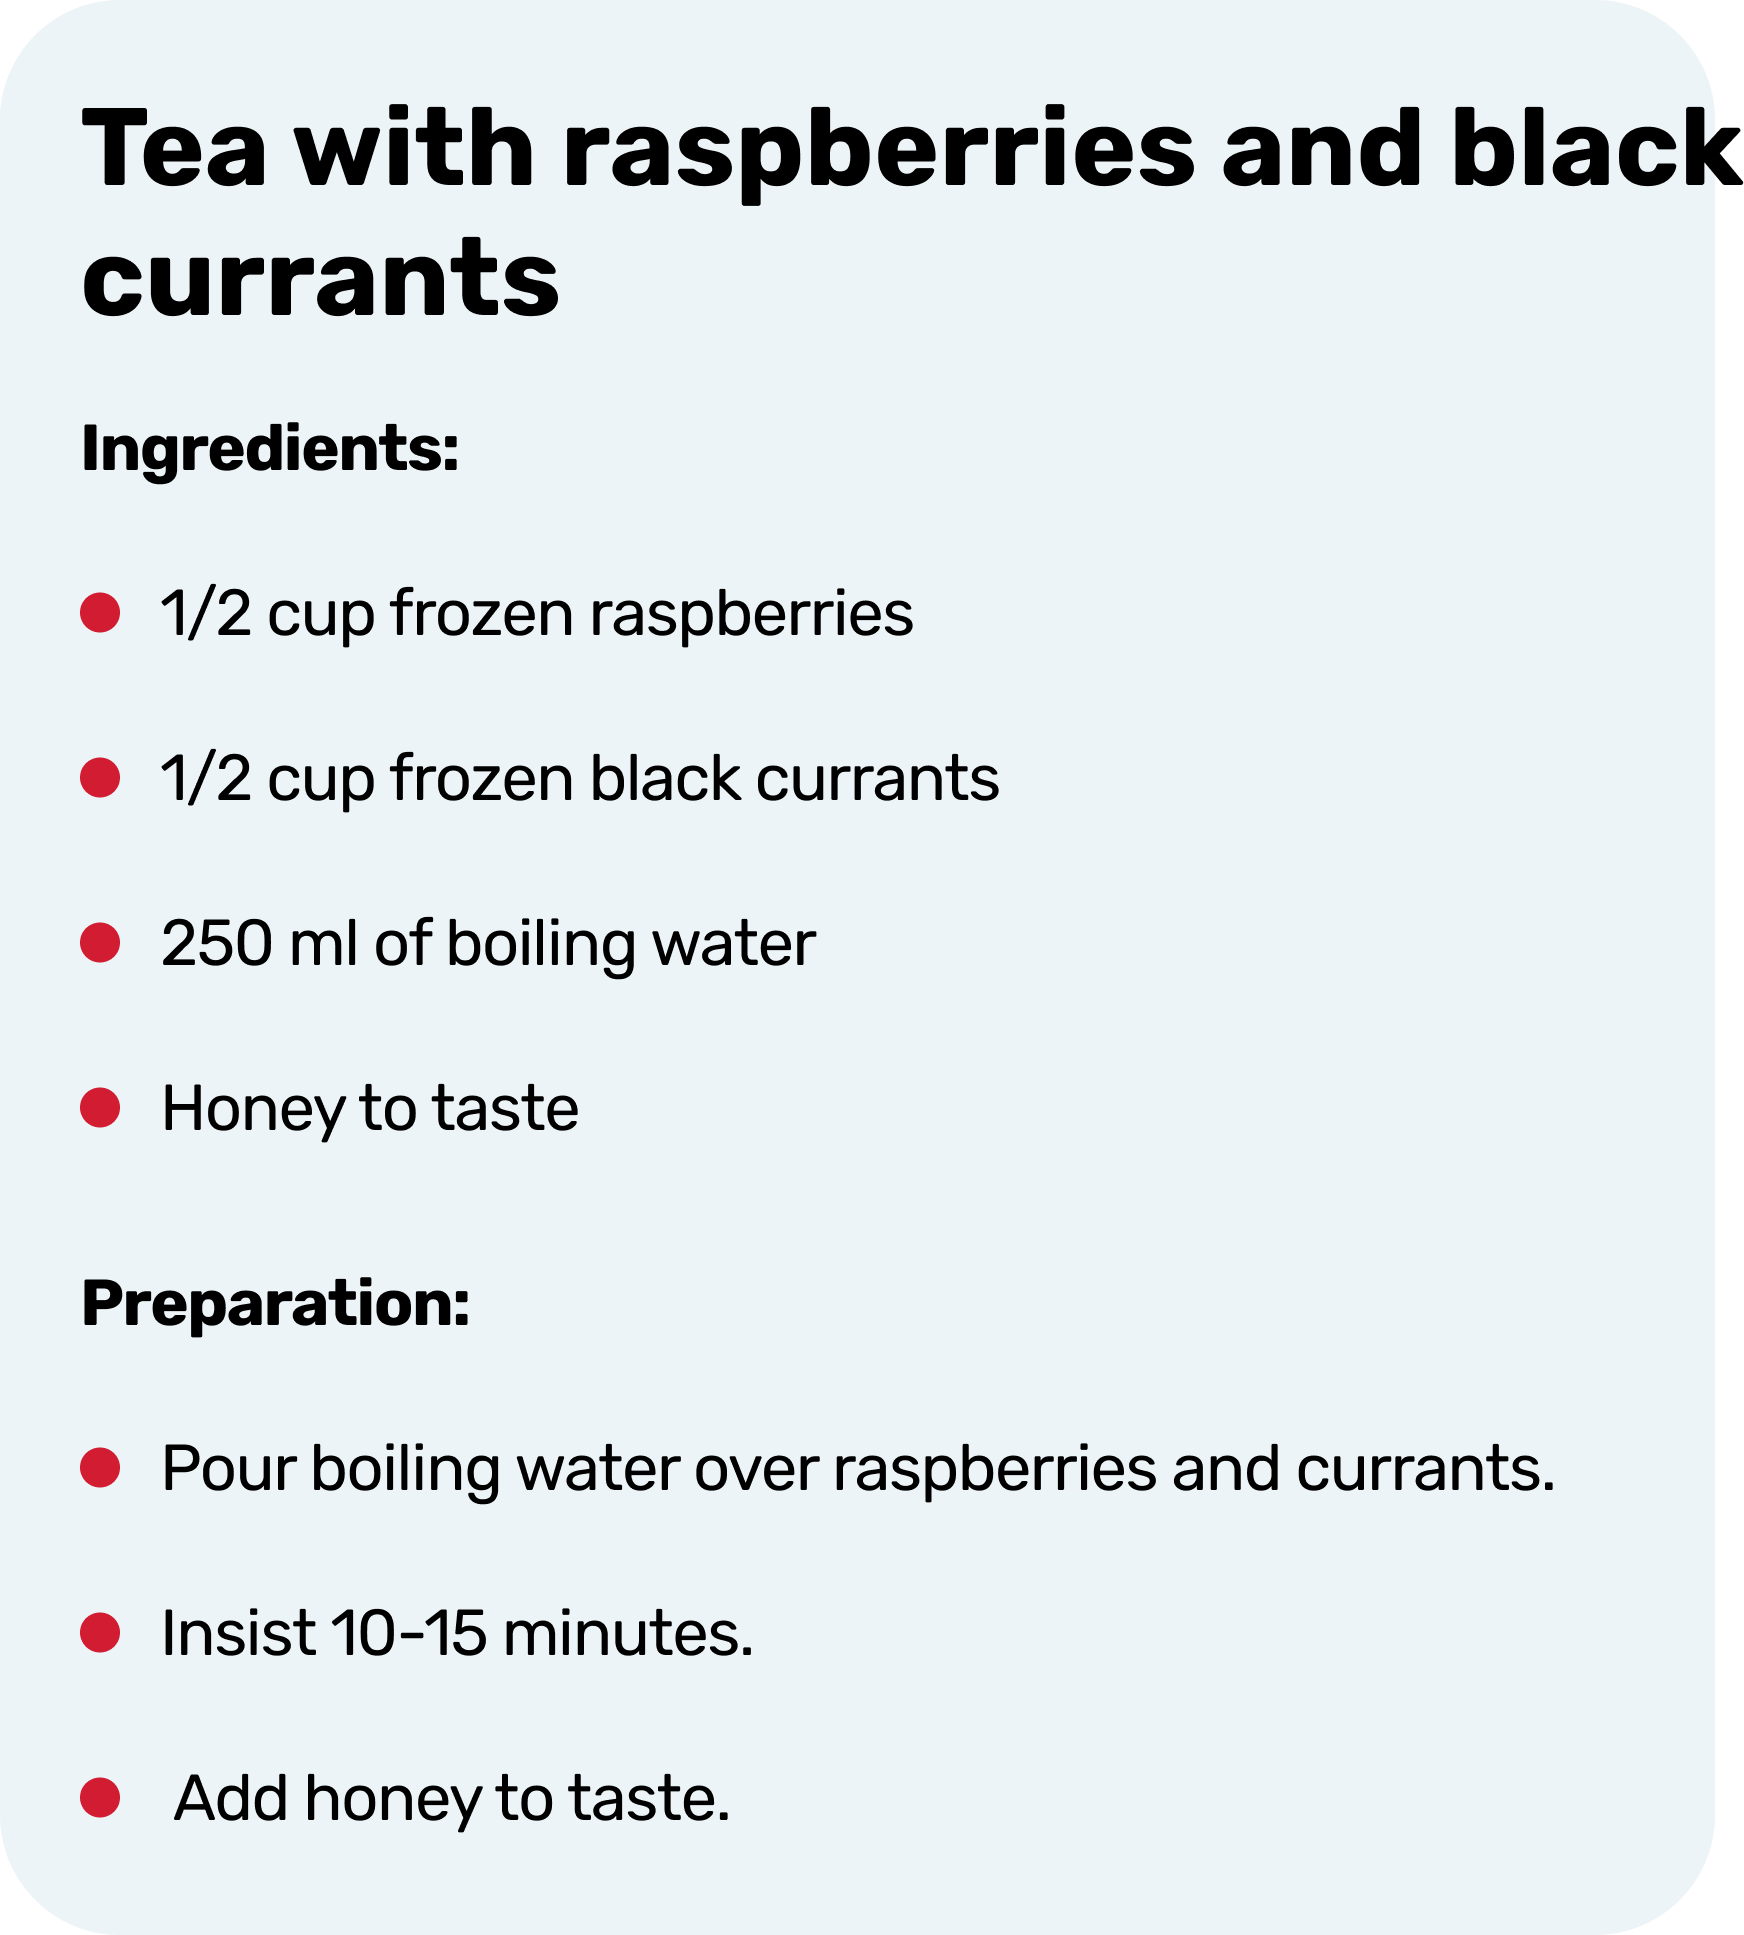 Tea with raspberries and black
currants
Ingredients:
1/2 cup frozen raspberries
1/2 cup frozen black currants
250 ml of boiling water
Honey to taste
Preparation:
Pour boiling water over raspberries and currants.
Insist 10-15 minutes.
Add honey to taste.